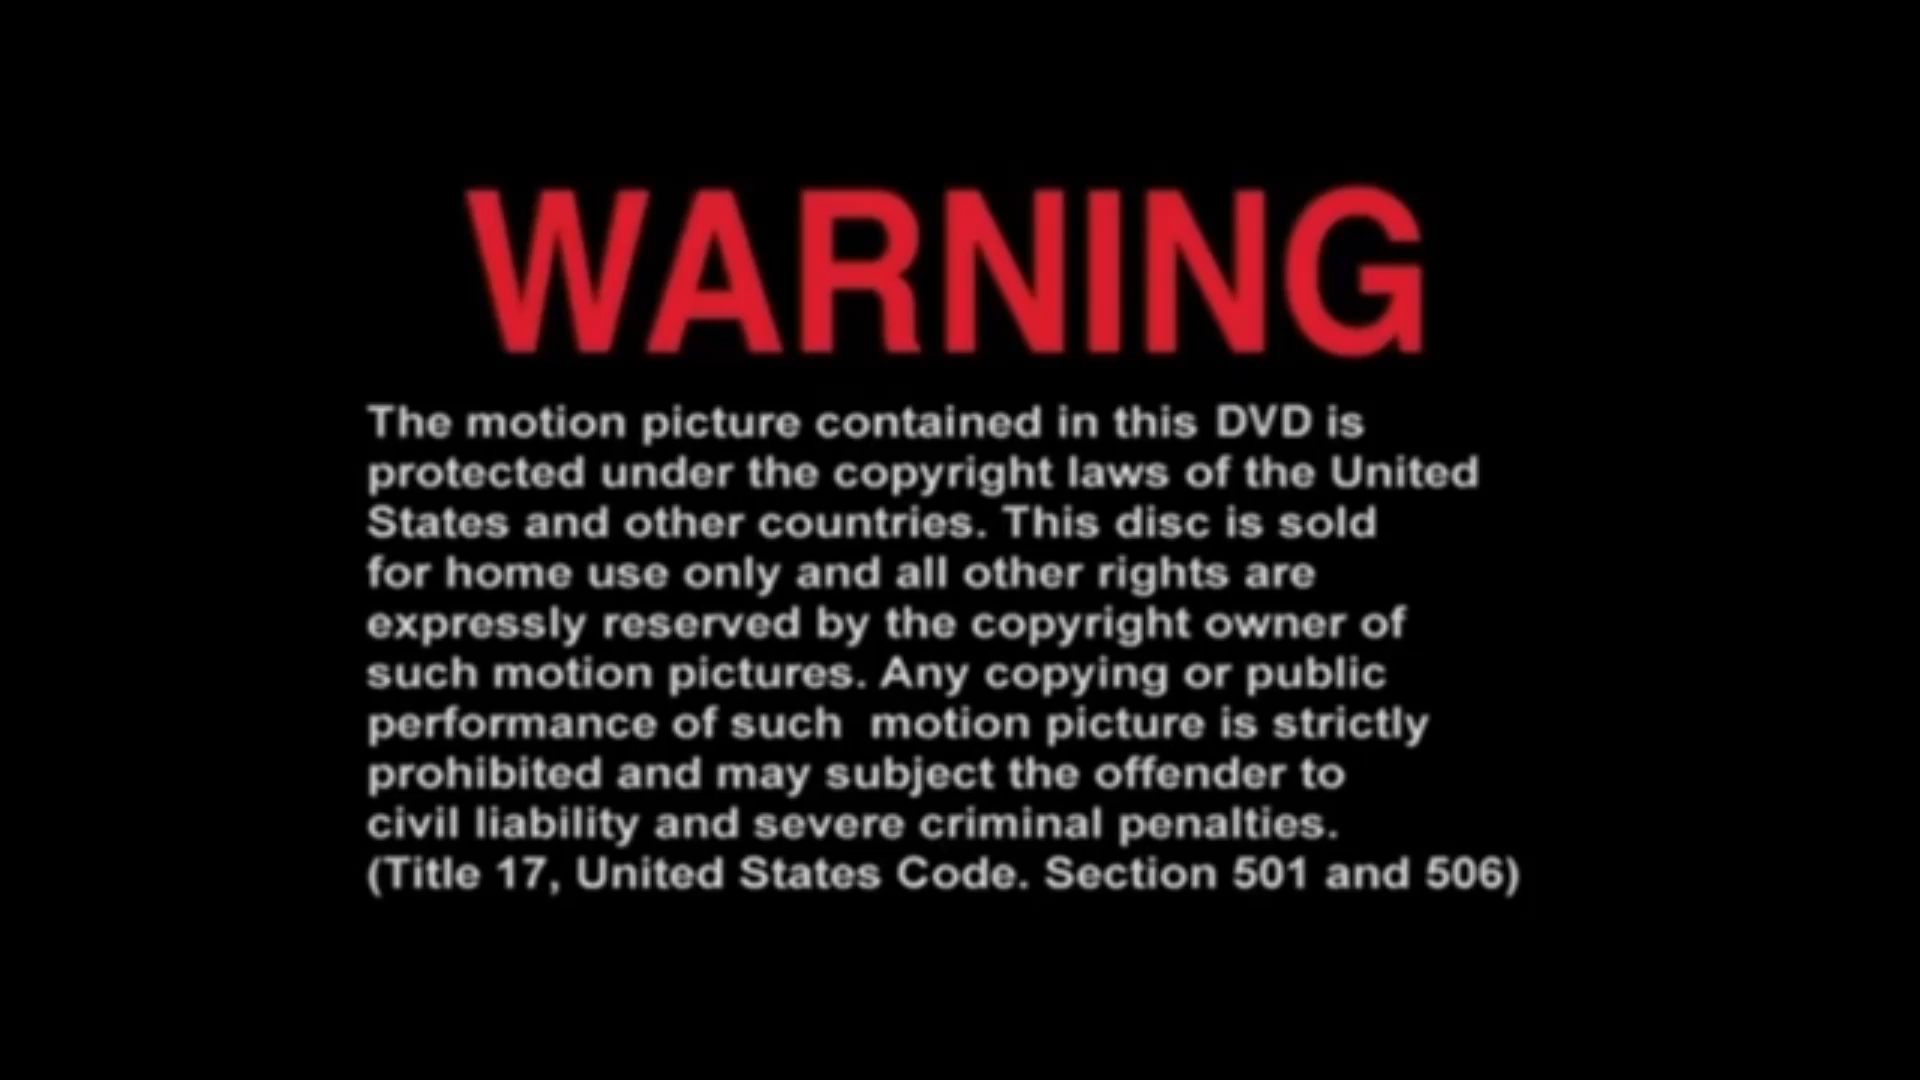 WARNING
The motion picture contained in this DVD is
protected under the copyright laws of the United
States and other countries. This disc is sold
for home use only and all other rights are
expressly reserved by the copyright owner of
such motion pictures. Any copying or public
performance of such  motion picture is strictly
prohibited and may subject the offender to
civil liability and severe criminal penalties.
(Title 17, United States Code. Section 501 and 506)